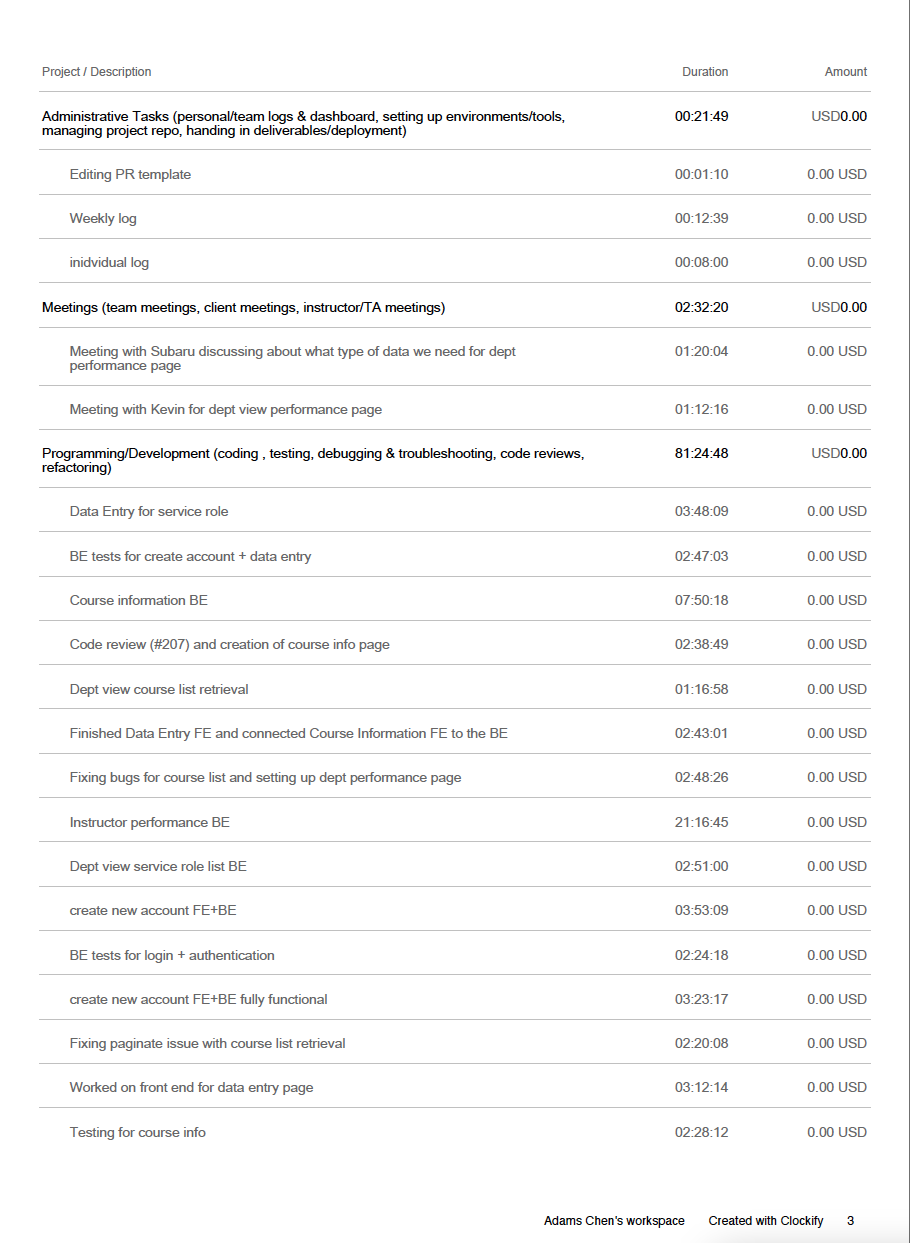 Project / Description Duration Amount
Administrative Tasks (personal/team logs & dashboard, setting up environments/tools, 00:21:49 USD0.00
managing project repo, handing in deliverables/deployment)
Editing PR template 00:01:10 0.00 USD
Weekly log 00:12:39 0.00 USD
inidvidual log 00:08:00 0.00 USD
Meetings (team meetings, client meetings, instructor/TA meetings) 02:32:20 USD0.00
Meeting with Subaru discussing about what type of data we need for dept 01:20:04 0.00 USD
performance page
Meeting with Kevin for dept view performance page 01:12:16 0.00 USD
Programming/Development (coding , testing, debugging & troubleshooting, code reviews, 81:24:48 USD0.00
refactoring)
Data Entry for service role 03:48:09 0.00 USD
BE tests for create account + data entry 02:47:03 0.00 USD
Course information BE 07:50:18 0.00 USD
Code review (#207) and creation of course info page 02:38:49 0.00 USD
Dept view course list retrieval 01:16:58 0.00 USD
Finished Data Entry FE and connected Course Information FE to the BE 02:43:01 0.00 USD
Fixing bugs for course list and setting up dept performance page 02:48:26 0.00 USD
Instructor performance BE 21:16:45 0.00 USD
Dept view service role list BE 02:51:00 0.00 USD
create new account FE+BE 03:53:09 0.00 USD
BE tests for login + authentication 02:24:18 0.00 USD
create new account FE+BE fully functional 03:23:17 0.00 USD
Fixing paginate issue with course list retrieval 02:20:08 0.00 USD
Worked on front end for data entry page 03:12:14 0.00 USD
Testing for course info 02:28:12 0.00 USD
Adams Chen's workspace Created with Clockify 3